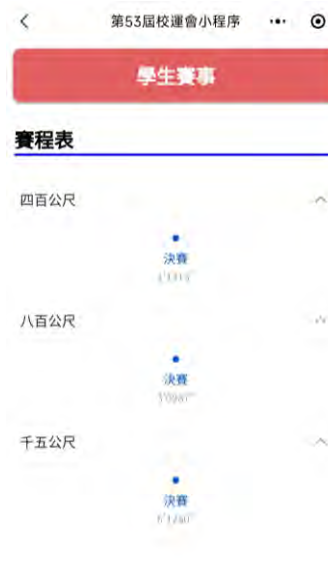 第53屆校運會小程序
學生賽事
賽程表
四百公尺
決賽
八百公尺
決賽
千五公尺
決賽